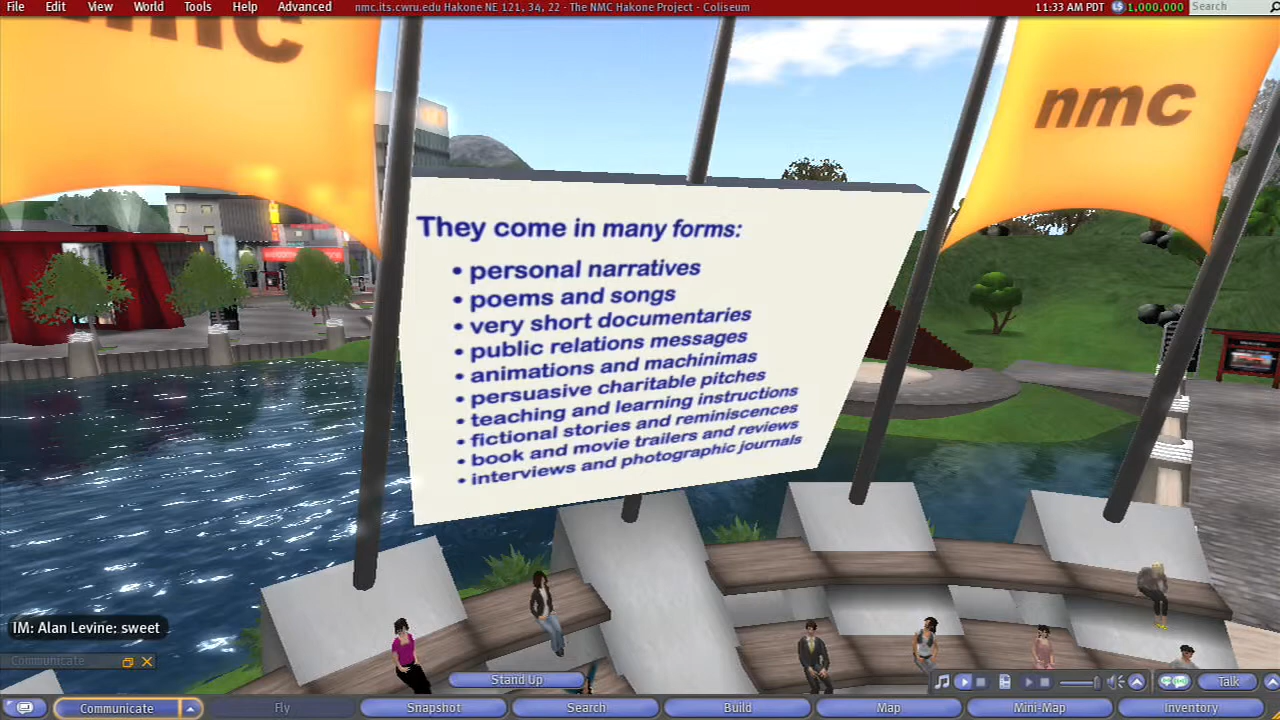 File Edit View World Tools Help Advanced nmc.its.cwru.edu Hakone NE 121, 34, 22 - The NMC Hakone Project - Coliseum 11:33 AM PDT L$ 1,000,000 Search
nmc
nmc
They come in many forms:
• personal narratives
• poems and songs
• very short documentaries
• public relations messages
• animations and machinimas
• persuasive charitable pitches
• teaching and learning instructions
• fictional stories and reminiscences
• book and movie trailers and reviews
• interviews and photographic journals
IM: Alan Levine: sweet
Communicate
Stand Up
Talk
Communicate Fly Snapshot Search Build Map Mini-Map Inventory